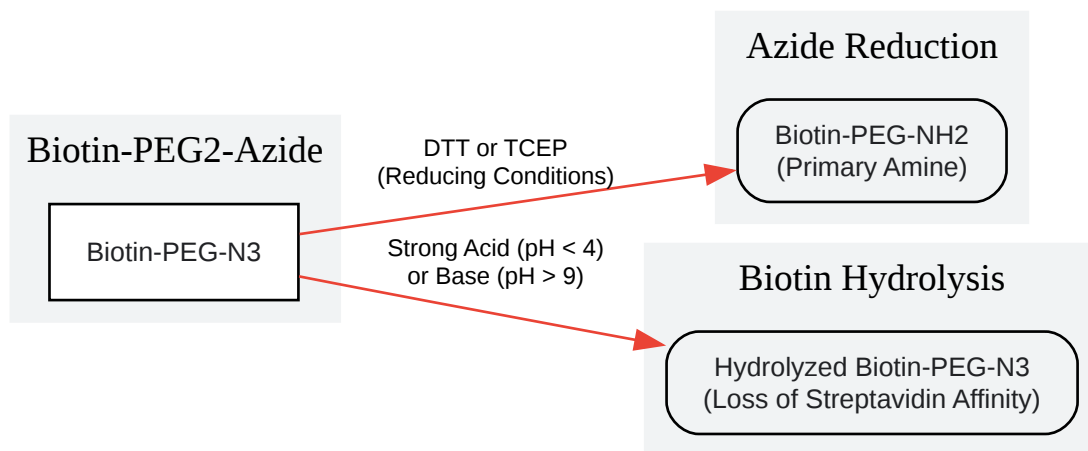 Biotin-PEG2-Azide
Biotin-PEG-N3
DTT or TCEP
(Reducing Conditions)
Strong Acid (pH < 4)
or Base (pH > 9)
Azide Reduction
Biotin-PEG-NH2
(Primary Amine)
Biotin Hydrolysis
Hydrolyzed Biotin-PEG-N3
(Loss of Streptavidin Affinity)